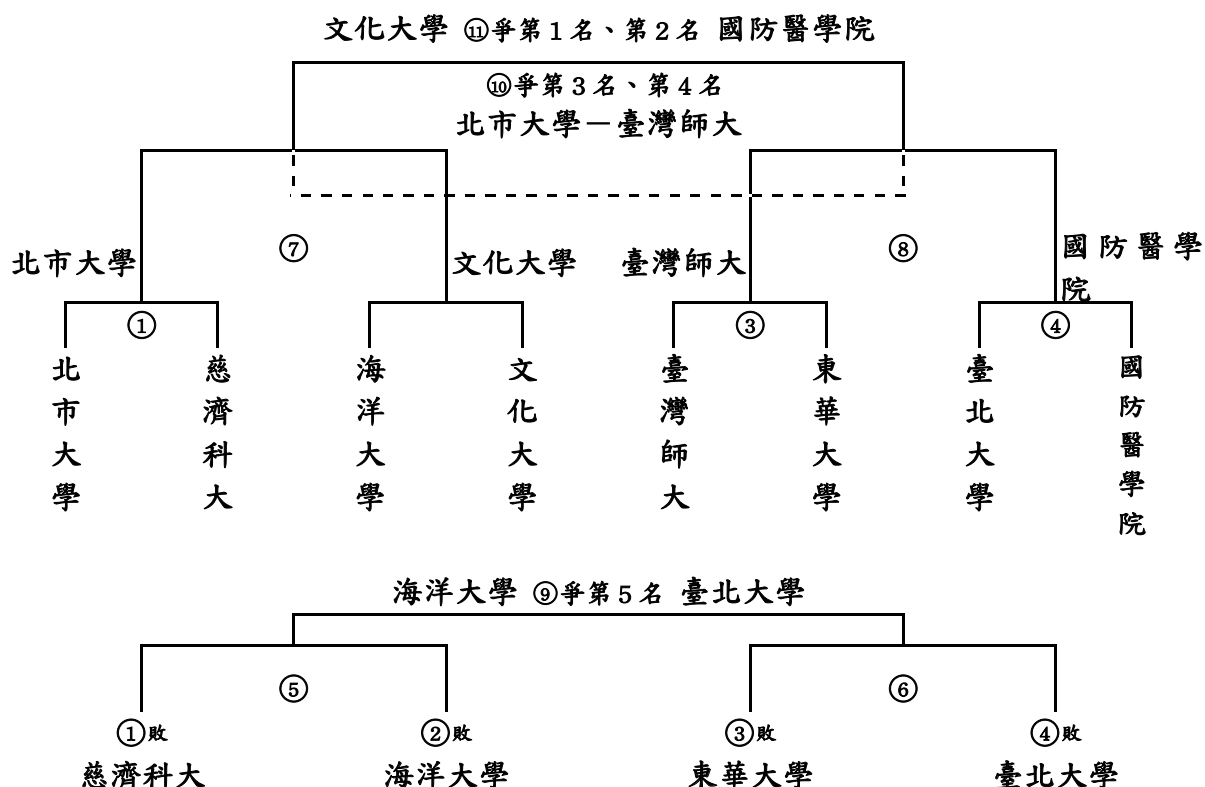 文化大學 ⑪爭第1名、第2名 國防醫學院
⑩爭第3名、第4名
北市大學－臺灣師大
⑦
⑧
北市大學
文化大學
臺灣師大
國防醫學院
①
③
④
北市大學
慈濟科大
海洋大學
文化大學
臺灣師大
東華大學
臺北大學
國防醫學院
海洋大學 ⑨爭第5名 臺北大學
⑤
⑥
①敗
②敗
③敗
④敗
慈濟科大
海洋大學
東華大學
臺北大學